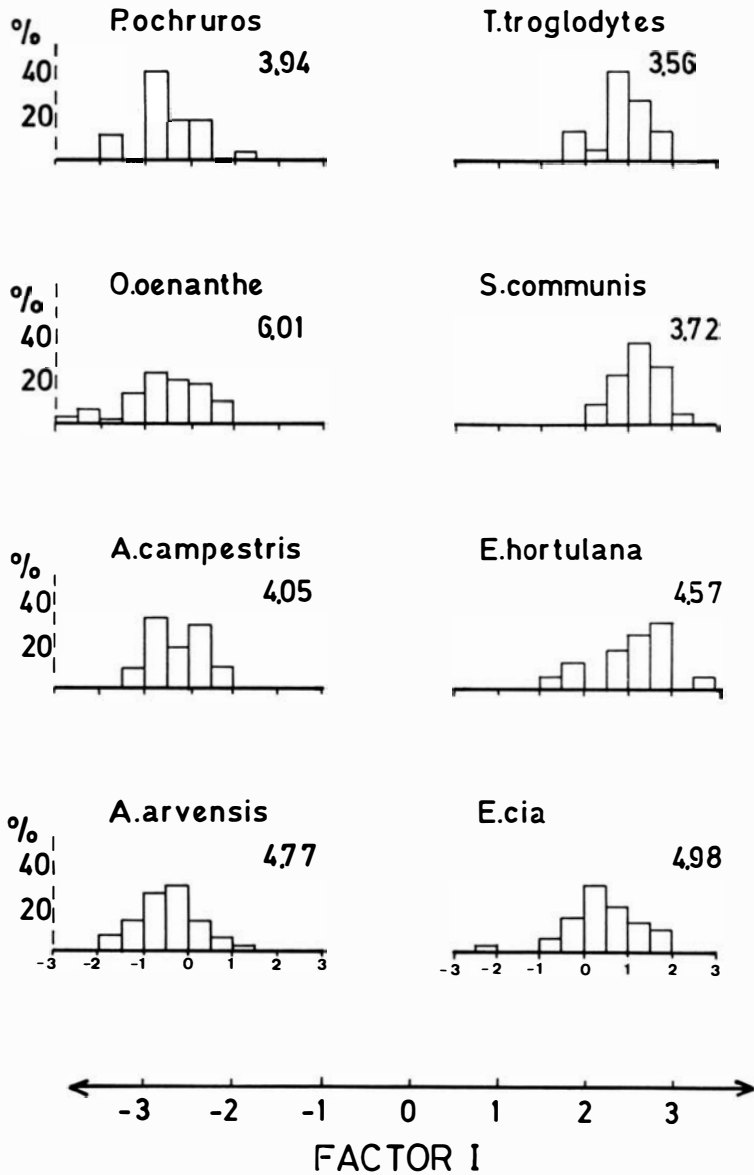 P.ochruros T.troglodytes
%
40 3,94 3,56
20
O.oenanthe S.communis
%
40 6,01 3,72
20
A.campestris E.hortulana
%
40 4,05 4,57
20
A.arvensis E.cia
%
40 4,77 4,98
20
-3 -2 -1 0 1 2 3 -3 -2 -1 0 1 2 3
-3 -2 -1 0 1 2 3
FACTOR I